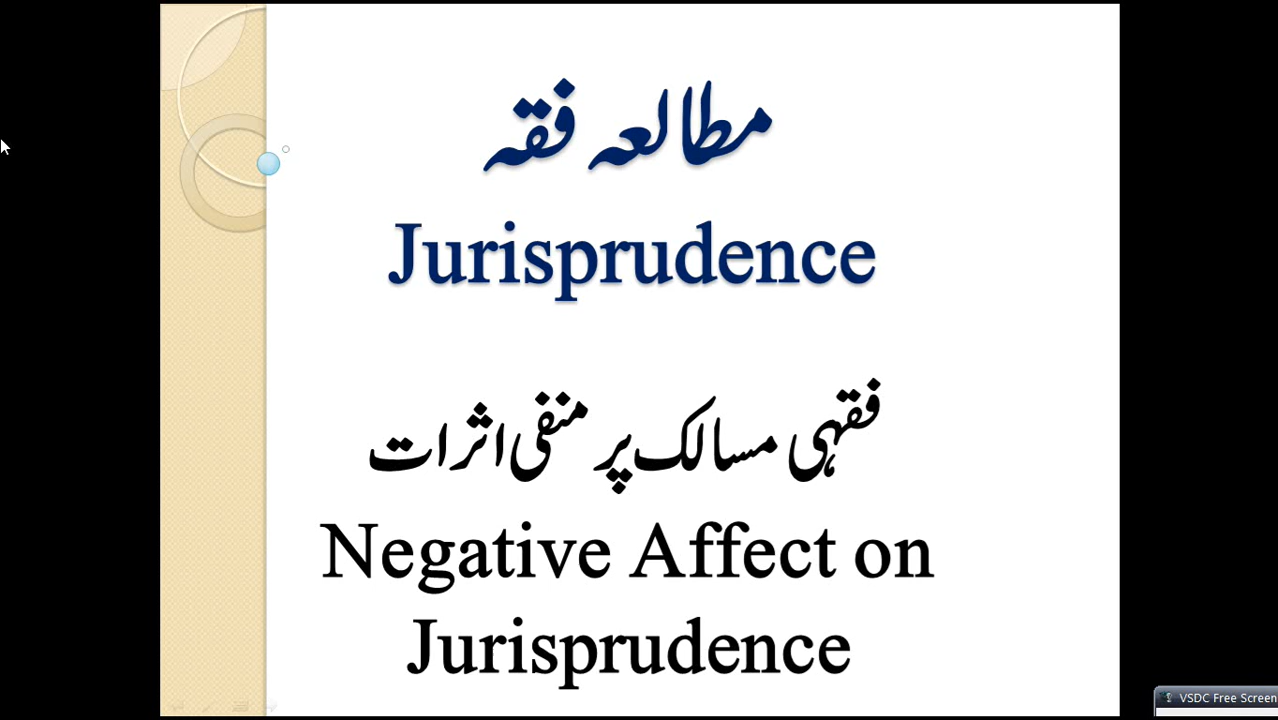 مطالعہ فقہ
Jurisprudence
فقہی مسالک پر منفی اثرات
Negative Affect on
Jurisprudence
VSDC Free Screen